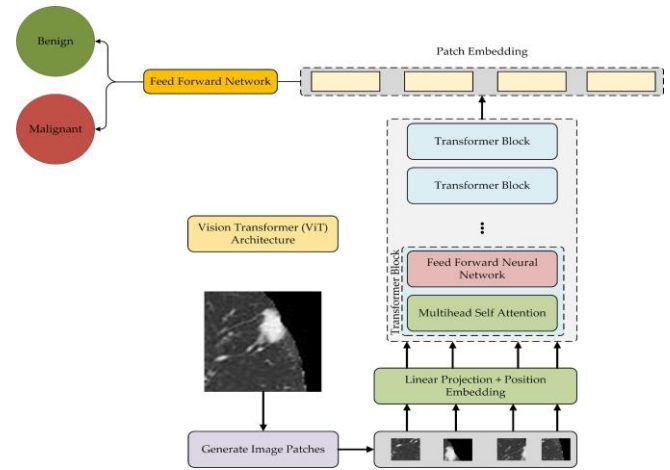 Benign
Patch Embedding
Feed Forward Network
Malignant
Transformer Block
Transformer Block
Vision Transformer (ViT)
Architecture
Transformer Block
Feed Forward Neural
Network
Multihead Self Attention
Linear Projection + Position
Embedding
Generate Image Patches